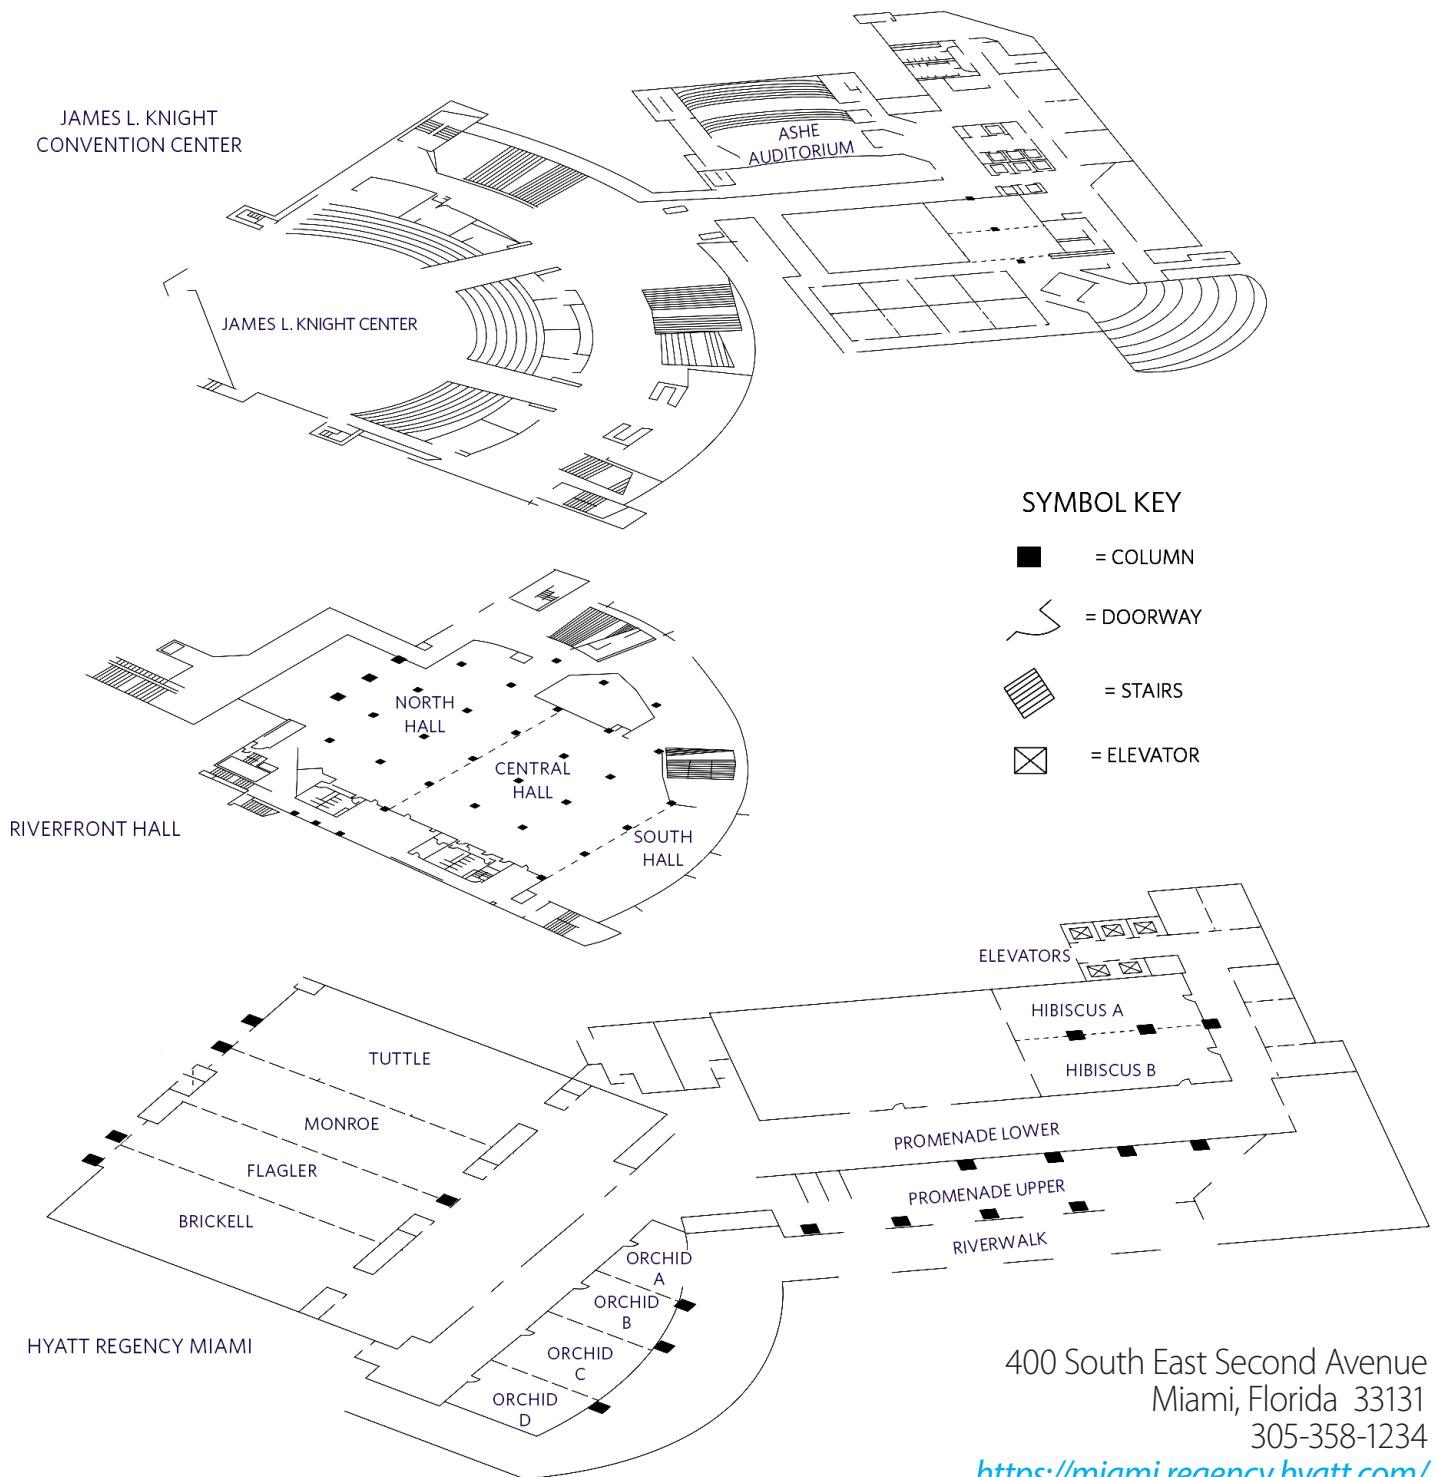 JAMES L. KNIGHT
CONVENTION CENTER
ASHE
AUDITORIUM
JAMES L. KNIGHT CENTER
SYMBOL KEY
= COLUMN
= DOORWAY
= STAIRS
= ELEVATOR
NORTH
HALL
CENTRAL
HALL
SOUTH
HALL
RIVERFRONT HALL
ELEVATORS
HIBISCUS A
HIBISCUS B
TUTTLE
MONROE
FLAGLER
BRICKELL
PROMENADE LOWER
PROMENADE UPPER
RIVERWALK
ORCHID
A
ORCHID
B
ORCHID
C
ORCHID
D
HYATT REGENCY MIAMI
400 South East Second Avenue
Miami, Florida 33131
305-358-1234
https://miami.regency.hyatt.com/